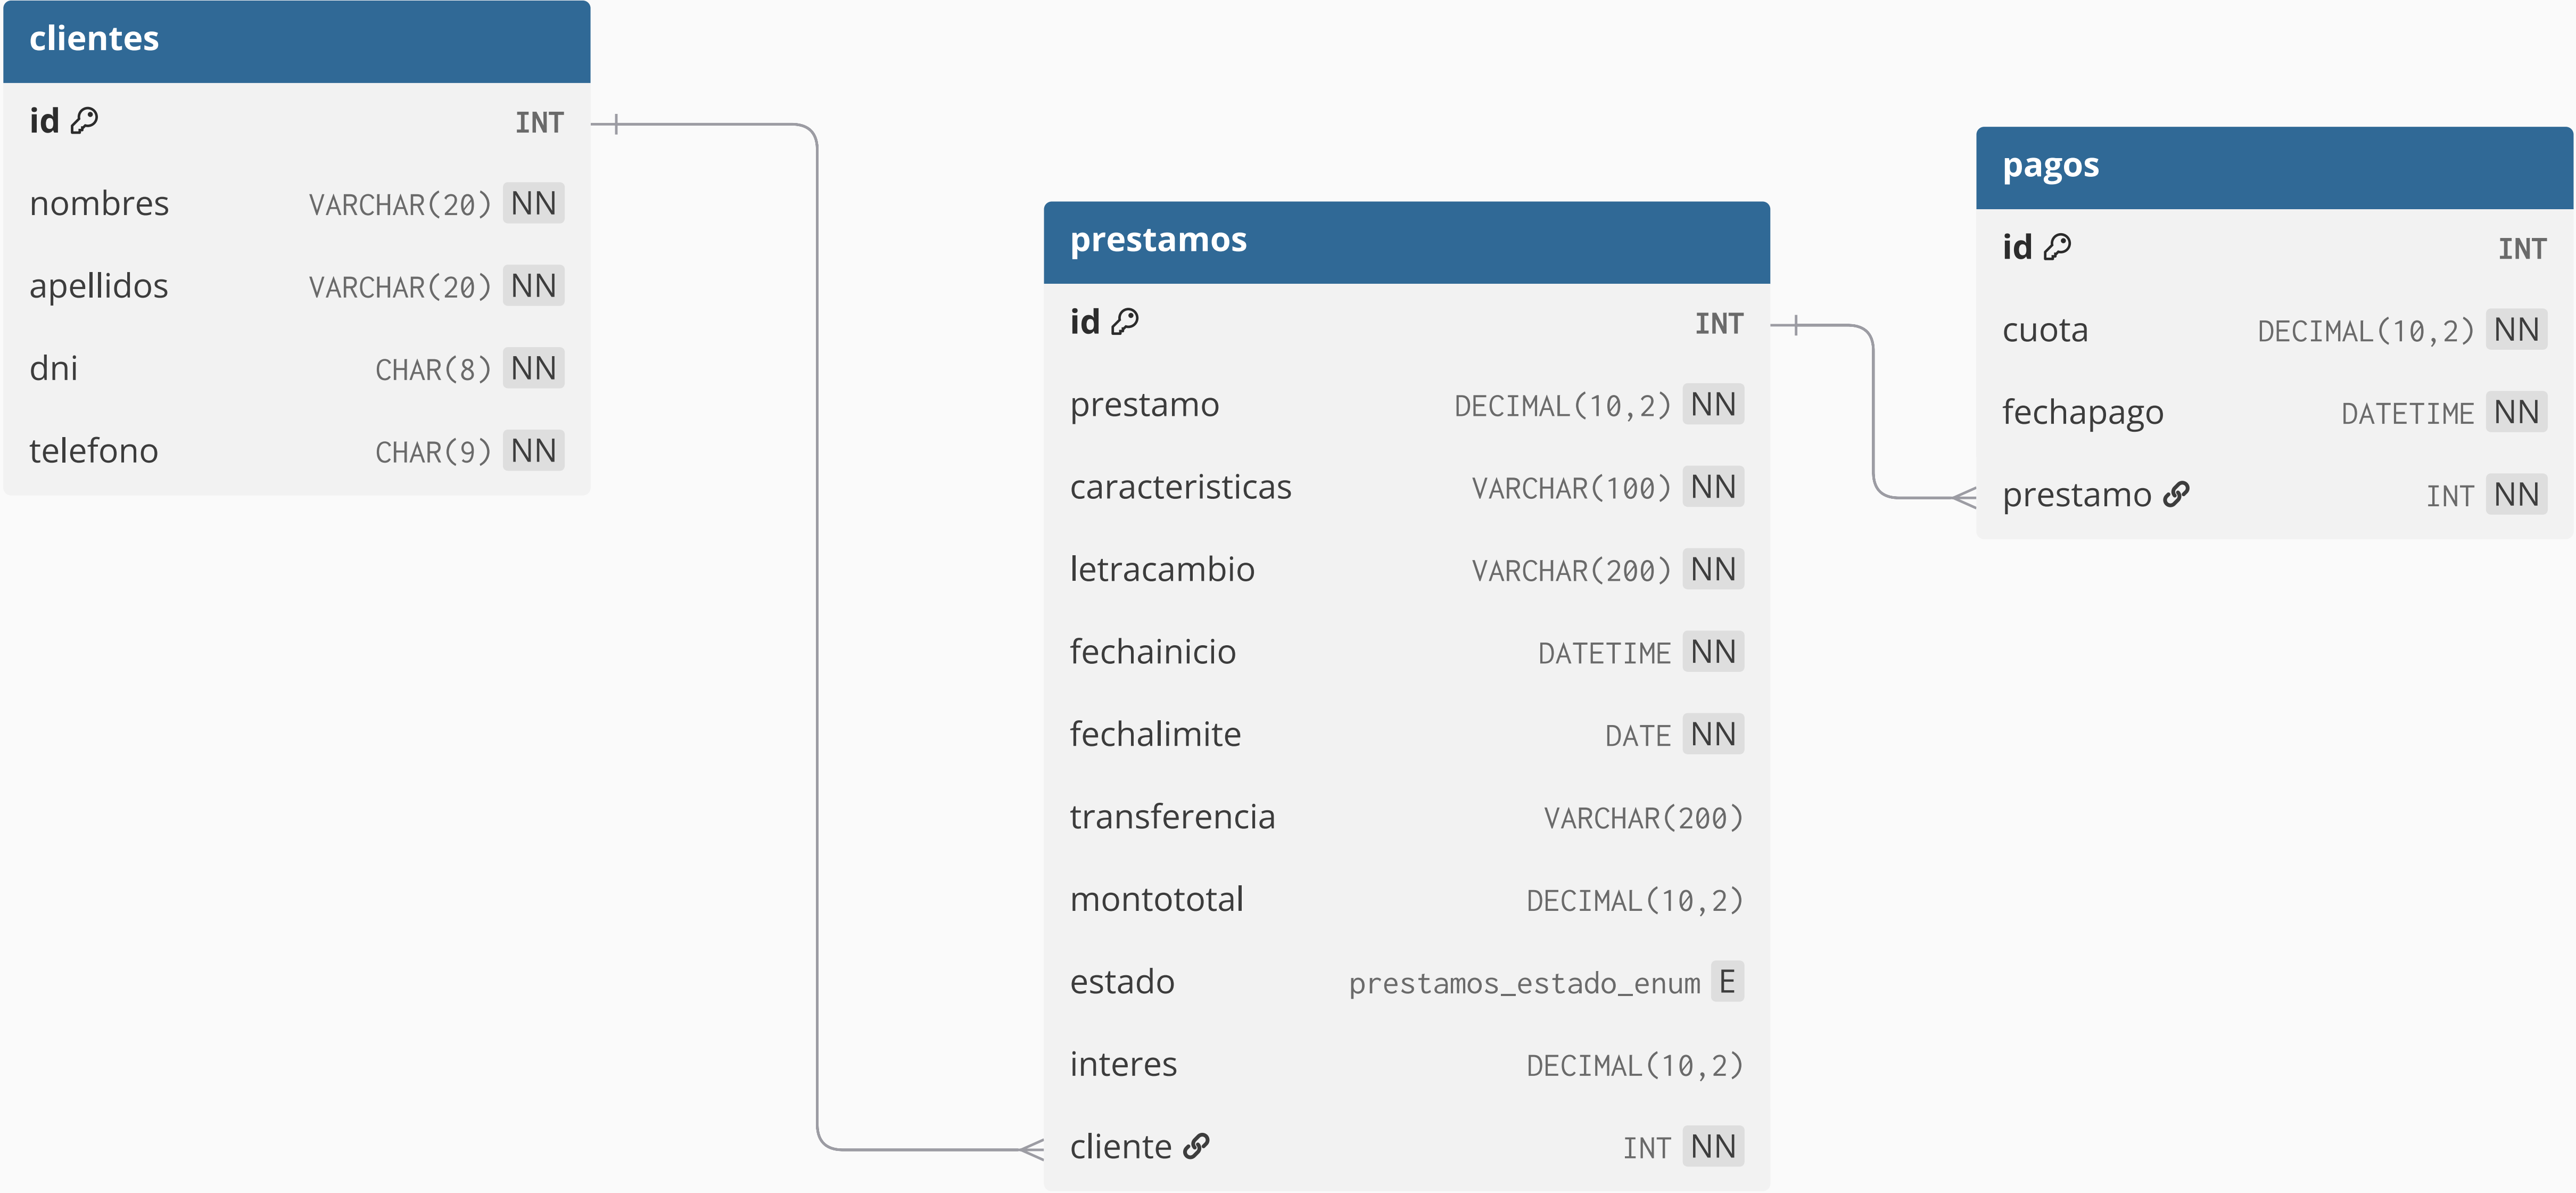 clientes
id INT
nombres VARCHAR(20) NN
apellidos VARCHAR(20) NN
dni CHAR(8) NN
telefono CHAR(9) NN
prestamos
id INT
prestamo DECIMAL(10,2) NN
caracteristicas VARCHAR(100) NN
letracambio VARCHAR(200) NN
fechainicio DATETIME NN
fechalimite DATE NN
transferencia VARCHAR(200)
montototal DECIMAL(10,2)
estado prestamos_estado_enum E
interes DECIMAL(10,2)
cliente INT NN
pagos
id INT
cuota DECIMAL(10,2) NN
fechapago DATETIME NN
prestamo INT NN